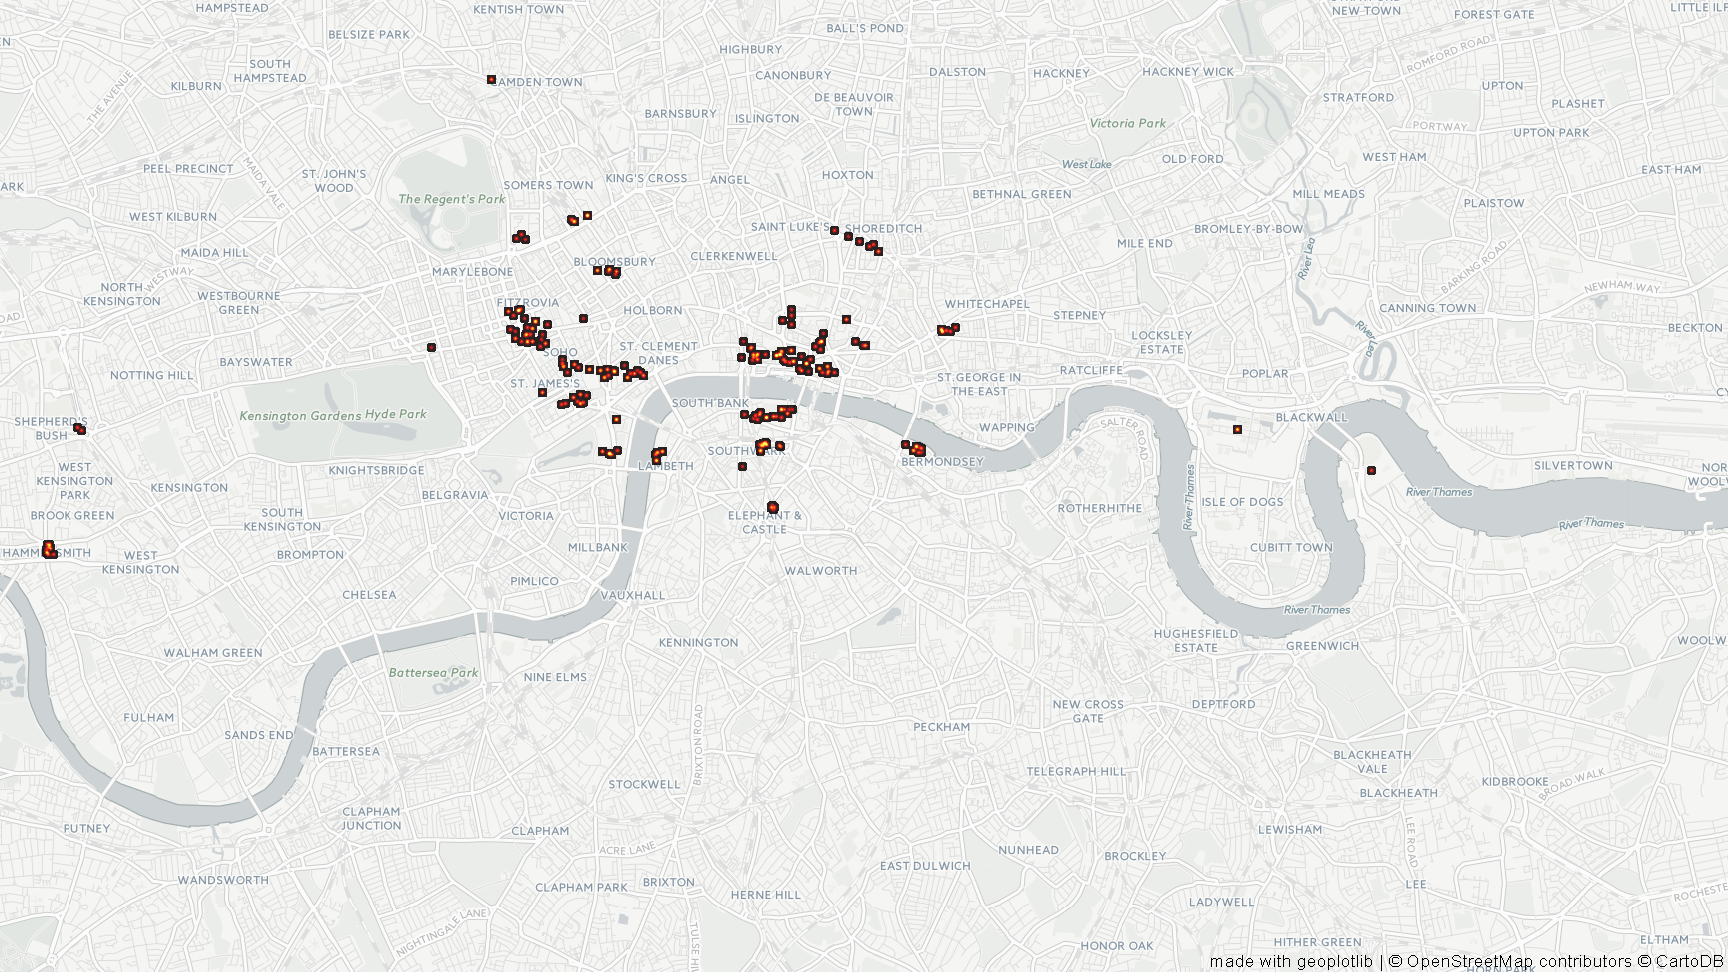 HAMPSTEAD
KENTISH TOWN
NEW TOWN
FOREST GATE
BELSIZE PARK
BALL'S POND
HIGHBURY
ROMFORD ROAD
SOUTH
HAMPSTEAD
THE AVENUE
KILBURN
CAMDEN TOWN
CANONBURY
DALSTON
HACKNEY
HACKNEY WICK
UPTON
DE BEAUVOIR
TOWN
STRATFORD
PLASHET
BARNSBURY
ISLINGTON
Victoria Park
PORTWAY
UPTON PARK
PEEL PRECINCT
MAIDA VALE
ST. JOHN'S
WOOD
SOMERS TOWN
KING'S CROSS
ANGEL
HOXTON
West Lake
OLD FORD
WEST HAM
EAST HAM
The Regent's Park
BETHNAL GREEN
MILL MEADS
PLAISTOW
WEST KILBURN
SAINT LUKE'S
SHOREDITCH
BROMLEY-BY-BOW
MILE END
MAIDA HILL
CLERKENWELL
BLOOMSBURY
MARYLEBONE
WESTWAY
River Lea
BARKING ROAD
NEWHAM WAY
NORTH
KENSINGTON
WESTBOURNE
GREEN
FITZROVIA
HOLBORN
WHITECHAPEL
STEPNEY
CANNING TOWN
BECKTON
LOCKSLEY
ESTATE
River Lea
ST. CLEMENT
DANES
SOHO
BAYSWATER
NOTTING HILL
ST. JAMES'S
ST.GEORGE IN
THE-EAST
RATCLIFFE
POPLAR
SOUTH BANK
Kensington Gardens
Hyde Park
SHEPHERD'S
BUSH
WAPPING
SALTER ROAD
BLACKWALL
SOUTHWARK
LAMBETH
BERMONDSEY
KNIGHTSBRIDGE
SILVERTOWN
WEST
KENSINGTON
PARK
KENSINGTON
BELGRAVIA
River Thames
River Thames
ISLE OF DOGS
ROTHERHITHE
BROOK GREEN
SOUTH
KENSINGTON
VICTORIA
ELEPHANT &
CASTLE
River Thames
HAMMERSMITH
WEST
KENSINGTON
BROMPTON
MILLBANK
CUBITT TOWN
WALWORTH
PIMLICO
CHELSEA
VAUXHALL
River Thames
KENNINGTON
HUGHESFIELD
ESTATE
GREENWICH
WALHAM GREEN
Battersea Park
NINE ELMS
FULHAM
NEW CROSS
GATE
DEPTFORD
PECKHAM
SANDS END
BATTERSEA
BRIXTON ROAD
BLACKHEATH
VALE
STOCKWELL
TELEGRAPH HILL
KIDBROOKE
BROAD WALK
BLACKHEATH
CLAPHAM
JUNCTION
CLAPHAM
LEE ROAD
LEWISHAM
ACRE LANE
NUNHEAD
BROCKLEY
EAST DULWICH
WANDSWORTH
CLAPHAM PARK
BRIXTON
HERNE HILL
LEE
LADYWELL
NIGHTINGALE LANE
HONOR OAK
HITHER GREEN
ELTHAM
made with geoplotlib | © OpenStreetMap contributors © CartoDB